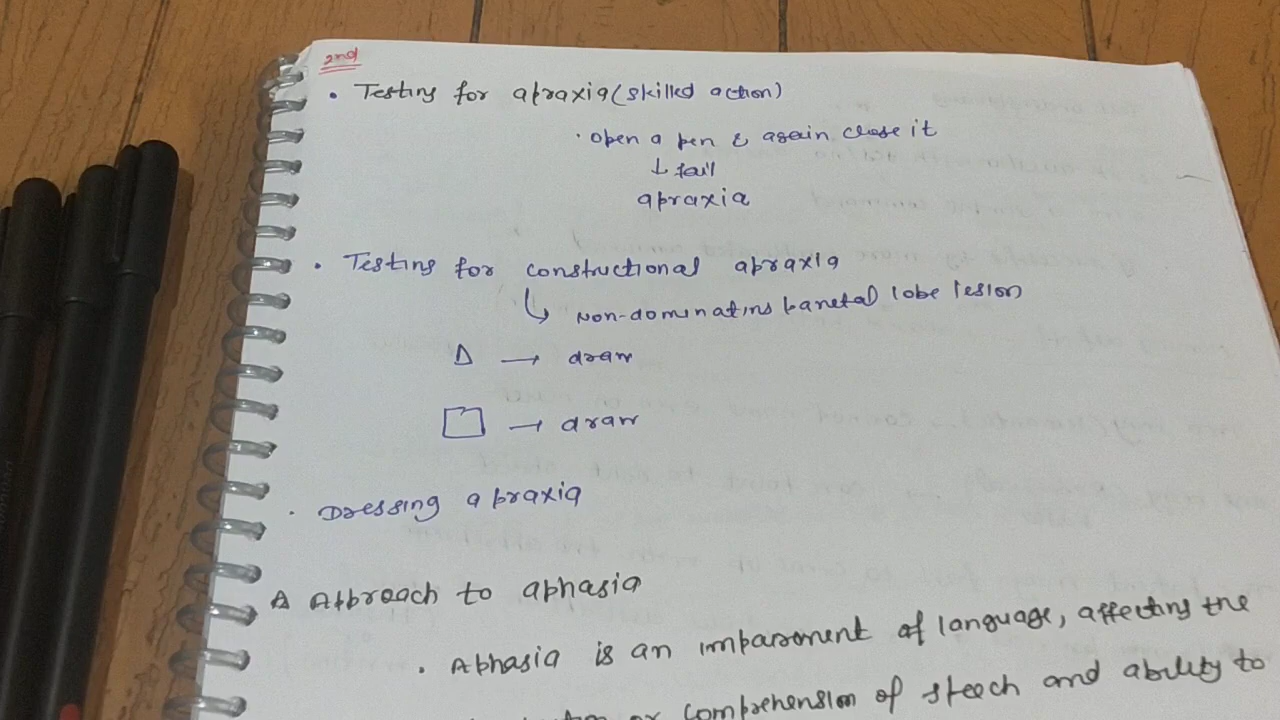 2nd
• Testing for apraxia (skilled action)
• open a pen & again close it
↓ fail
apraxia
• Testing for constructional apraxia
↳ Non-dominating parietal lobe lesion
△ → draw
□ → draw
• Dressing apraxia
Approach to aphasia
• Aphasia is an impairment of language, affecting the
or comprehension of speech and ability to